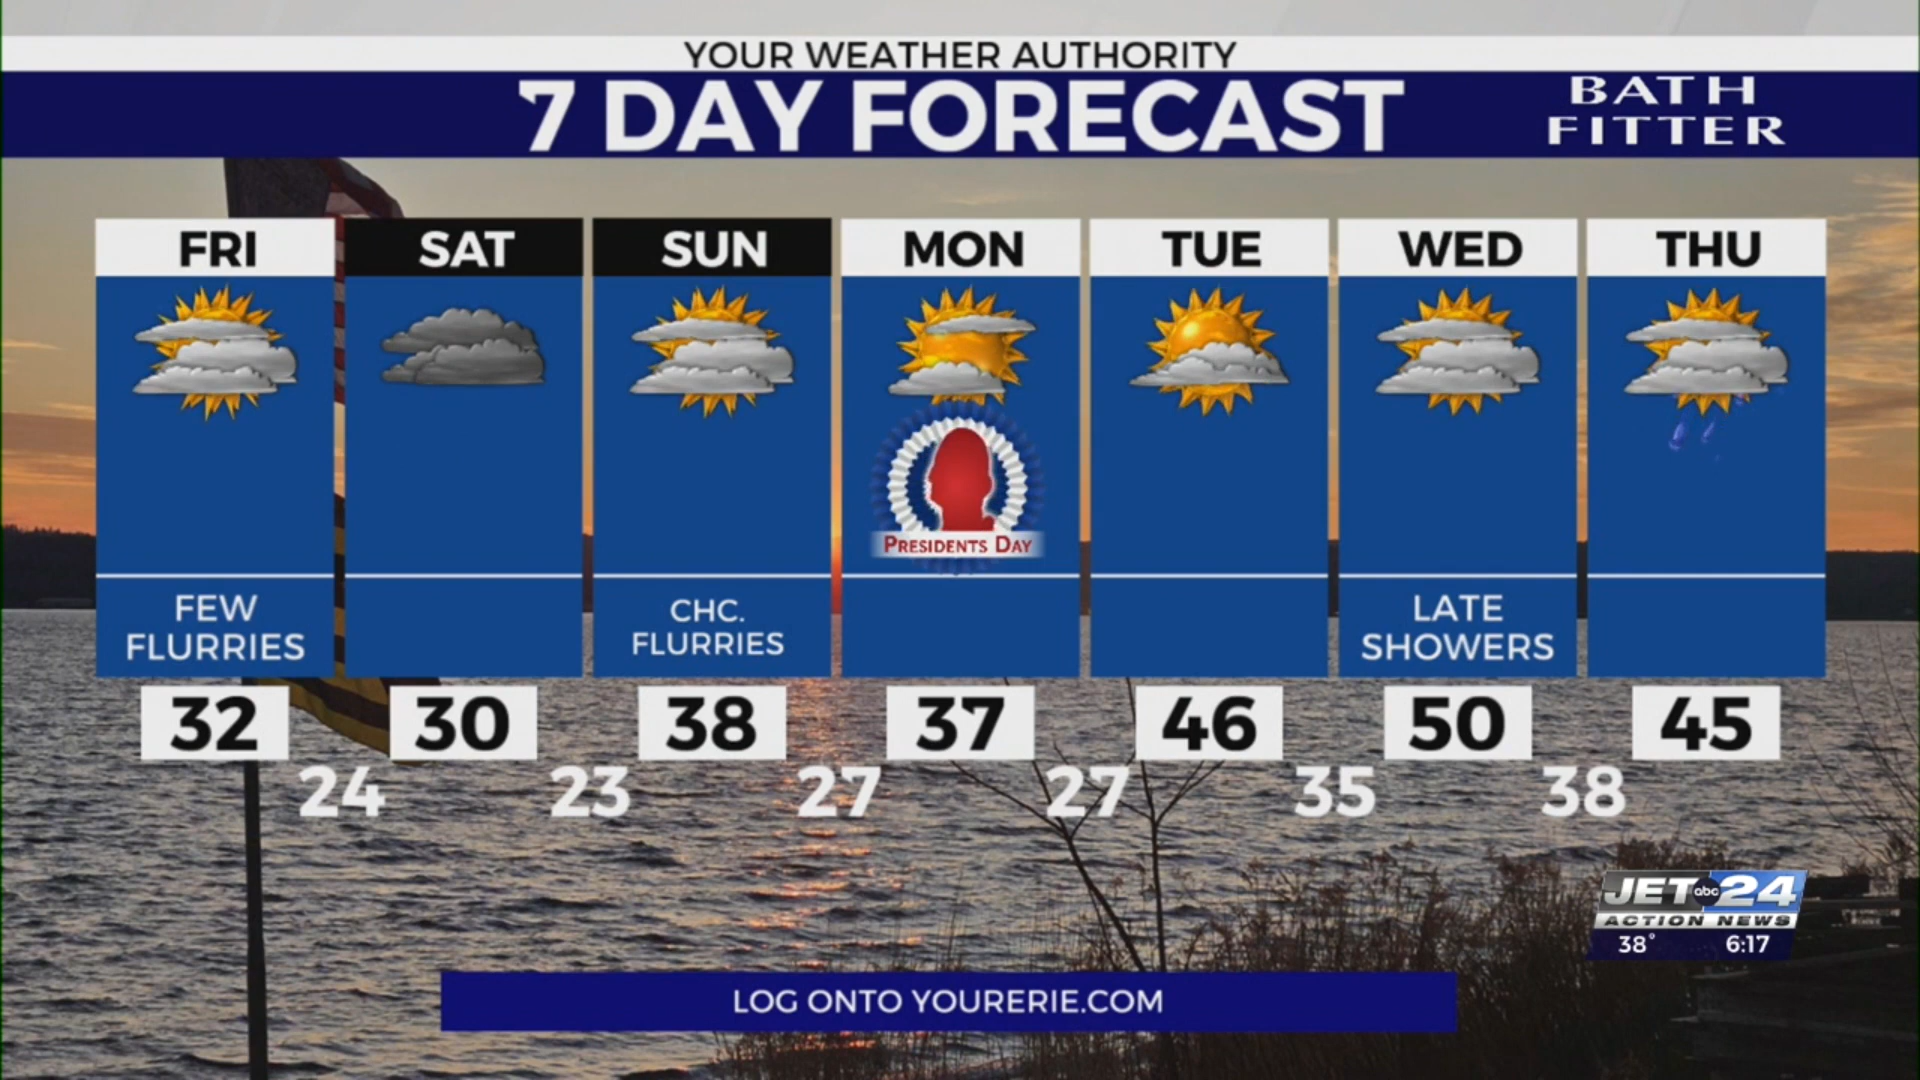 YOUR WEATHER AUTHORITY
7 DAY FORECAST
BATH
FITTER
FRI SAT SUN MON TUE WED THU
PRESIDENTS DAY
FEW
FLURRIES
CHC.
FLURRIES
LATE
SHOWERS
32 30 38 37 46 50 45
24 23 27 27 35 38
JET abc 24
ACTION NEWS
38° 6:17
LOG ONTO YOURERIE.COM